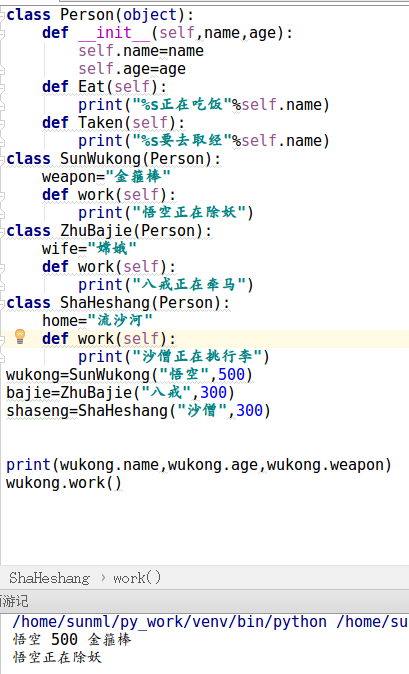 class Person(object):
    def __init__(self,name,age):
        self.name=name
        self.age=age
    def Eat(self):
        print("%s正在吃饭"%self.name)
    def Taken(self):
        print("%s要去取经"%self.name)
class SunWukong(Person):
    weapon="金箍棒"
    def work(self):
        print("悟空正在除妖")
class ZhuBajie(Person):
    wife="嫦娥"
    def work(self):
        print("八戒正在牵马")
class ShaHeshang(Person):
    home="流沙河"
    def work(self):
        print("沙僧正在挑行李")
wukong=SunWukong("悟空",500)
bajie=ZhuBajie("八戒",300)
shaseng=ShaHeshang("沙僧",300)
print(wukong.name,wukong.age,wukong.weapon)
wukong.work()
ShaHeshang › work()
游记
/home/sunml/py_work/venv/bin/python /home/su
悟空 500 金箍棒
悟空正在除妖